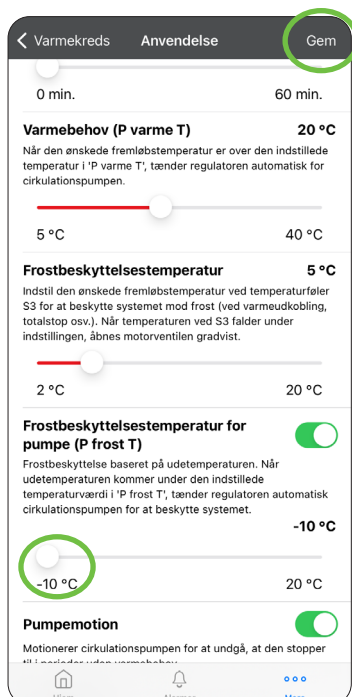 Varmekreds Anvendelse Gem
0 min. 60 min.
Varmebehov (P varme T) 20 °C
Når den ønskede fremløbstemperatur er over den indstillede
temperatur i 'P varme T', tænder regulatoren automatisk for
cirkulationspumpen.
5 °C 40 °C
Frostbeskyttelsestemperatur 5 °C
Indstil den ønskede fremløbstemperatur ved temperaturføler
S3 for at beskytte systemet mod frost (ved varmeudkobling,
totalstop osv.). Når temperaturen ved S3 falder under
indstillingen, åbnes motorventilen gradvist.
2 °C 20 °C
Frostbeskyttelsestemperatur for
pumpe (P frost T)
Frostbeskyttelse baseret på udetemperaturen. Når
udetemperaturen kommer under den indstillede
temperaturværdi i 'P frost T', tænder regulatoren automatisk
cirkulationspumpen for at beskytte systemet.
-10 °C
-10 °C 20 °C
Pumpemotion
Motionerer cirkulationspumpen for at undgå, at den stopper
til i perioder uden varmebehov